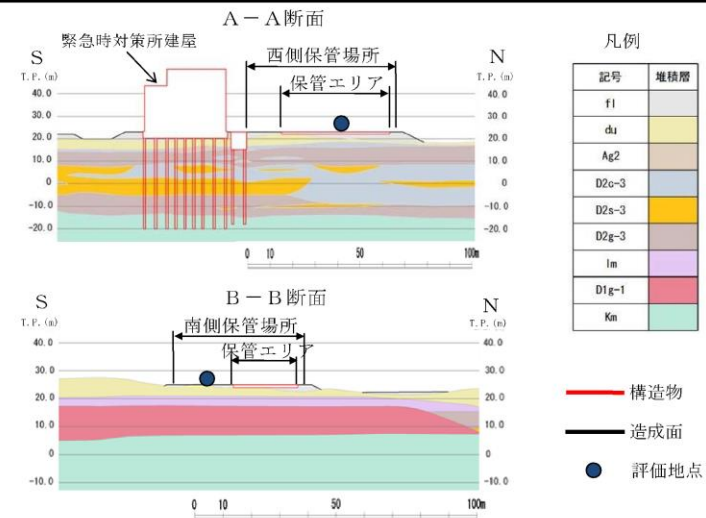 A-A断面
S
緊急時対策所建屋
西側保管場所
N
T.P.(m)
保管エリア
T.P.(m)
40.0
40.0
30.0
30.0
20.0
20.0
10.0
10.0
0
0
-10.0
-10.0
-20.0
-20.0
0 10 50 100m
B-B断面
S
N
T.P.(m)
南側保管場所
T.P.(m)
保管エリア
40.0
40.0
30.0
30.0
20.0
20.0
10.0
10.0
0
0
-10.0
-10.0
0 10 50 100m
凡例
記号 堆積層
fl
du
Ag2
D2c-3
D2s-3
D2g-3
lm
D1g-1
Km
構造物
造成面
評価地点